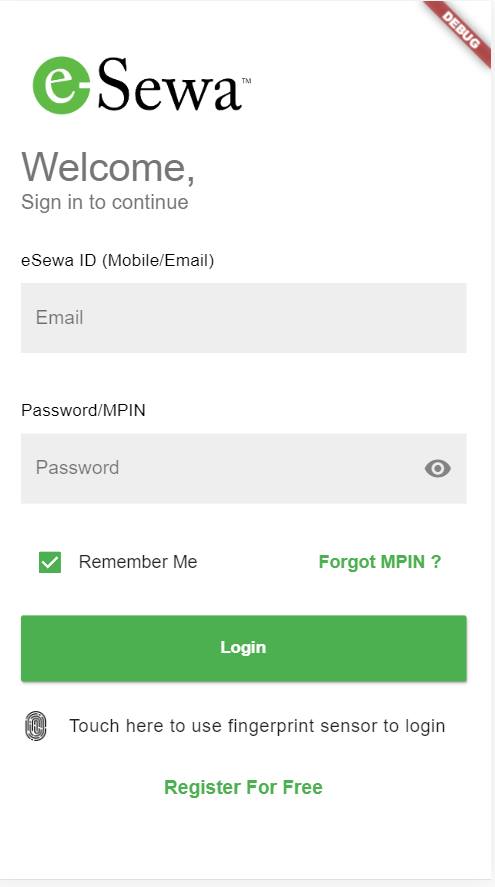 DEBUG
e-Sewa™
Welcome,
Sign in to continue
eSewa ID (Mobile/Email)
Email
Password/MPIN
Password
Remember Me
Forgot MPIN ?
Login
Touch here to use fingerprint sensor to login
Register For Free